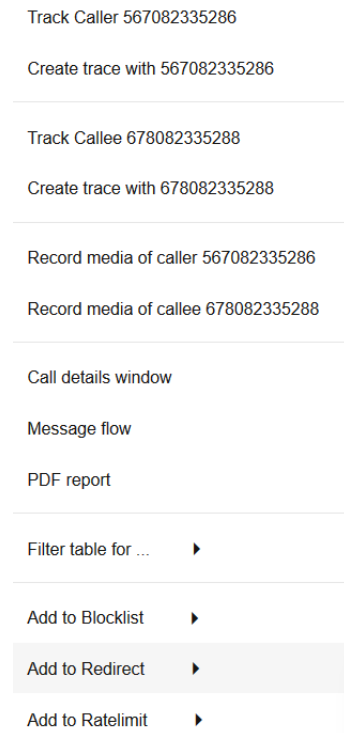 Track Caller 567082335286
Create trace with 567082335286
Track Callee 678082335288
Create trace with 678082335288
Record media of caller 567082335286
Record media of callee 678082335288
Call details window
Message flow
PDF report
Filter table for ...
Add to Blocklist
Add to Redirect
Add to Ratelimit